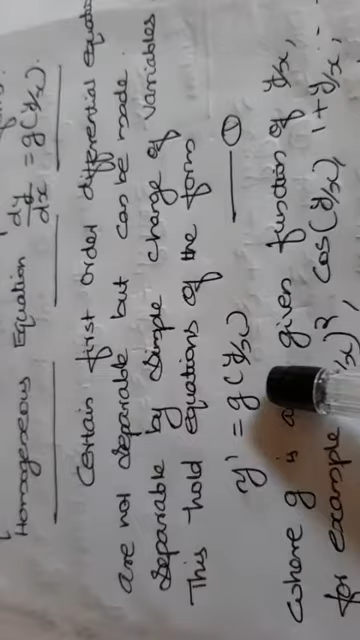 Homogeneous Equation dy/dx = g(y/x).
Certain first order differential
are not separable but can be made
separable by simple change of variables
This hold equations of the form
y' = g(y/x) ——— ①
where g is a given function of y/x,
for example /x)², cos(y/x), 1+y/x,